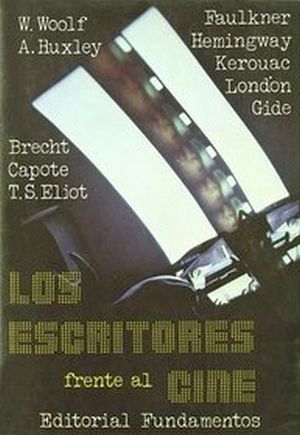 W. Woolf
A. Huxley
Faulkner
Hemingway
Kerouac
London
Gide
Brecht
Capote
T.S. Eliot
LOS
ESCRITORES
frente al
CINE
Editorial Fundamentos